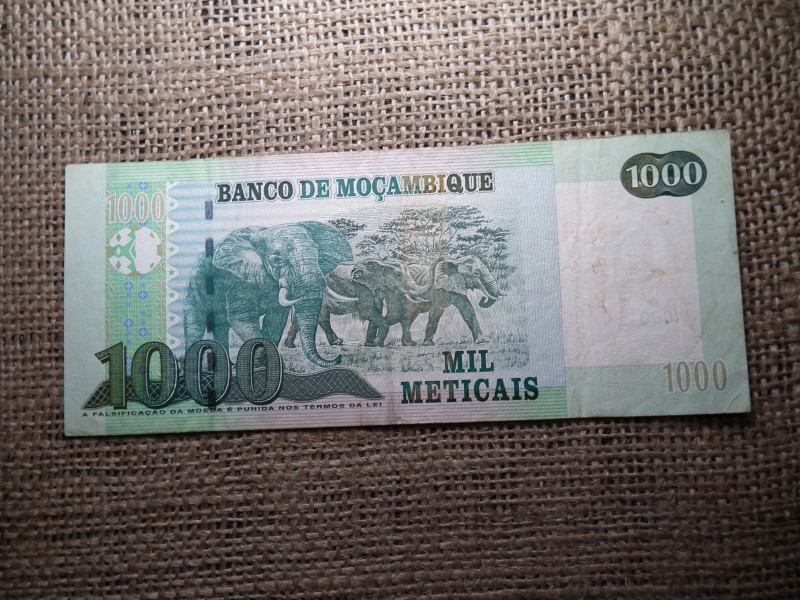 BANCO DE MOÇAMBIQUE
1000
1000
1000
MIL
METICAIS
1000
A FALSIFICAÇÃO DA MOEDA É PUNIDA NOS TERMOS DA LEI